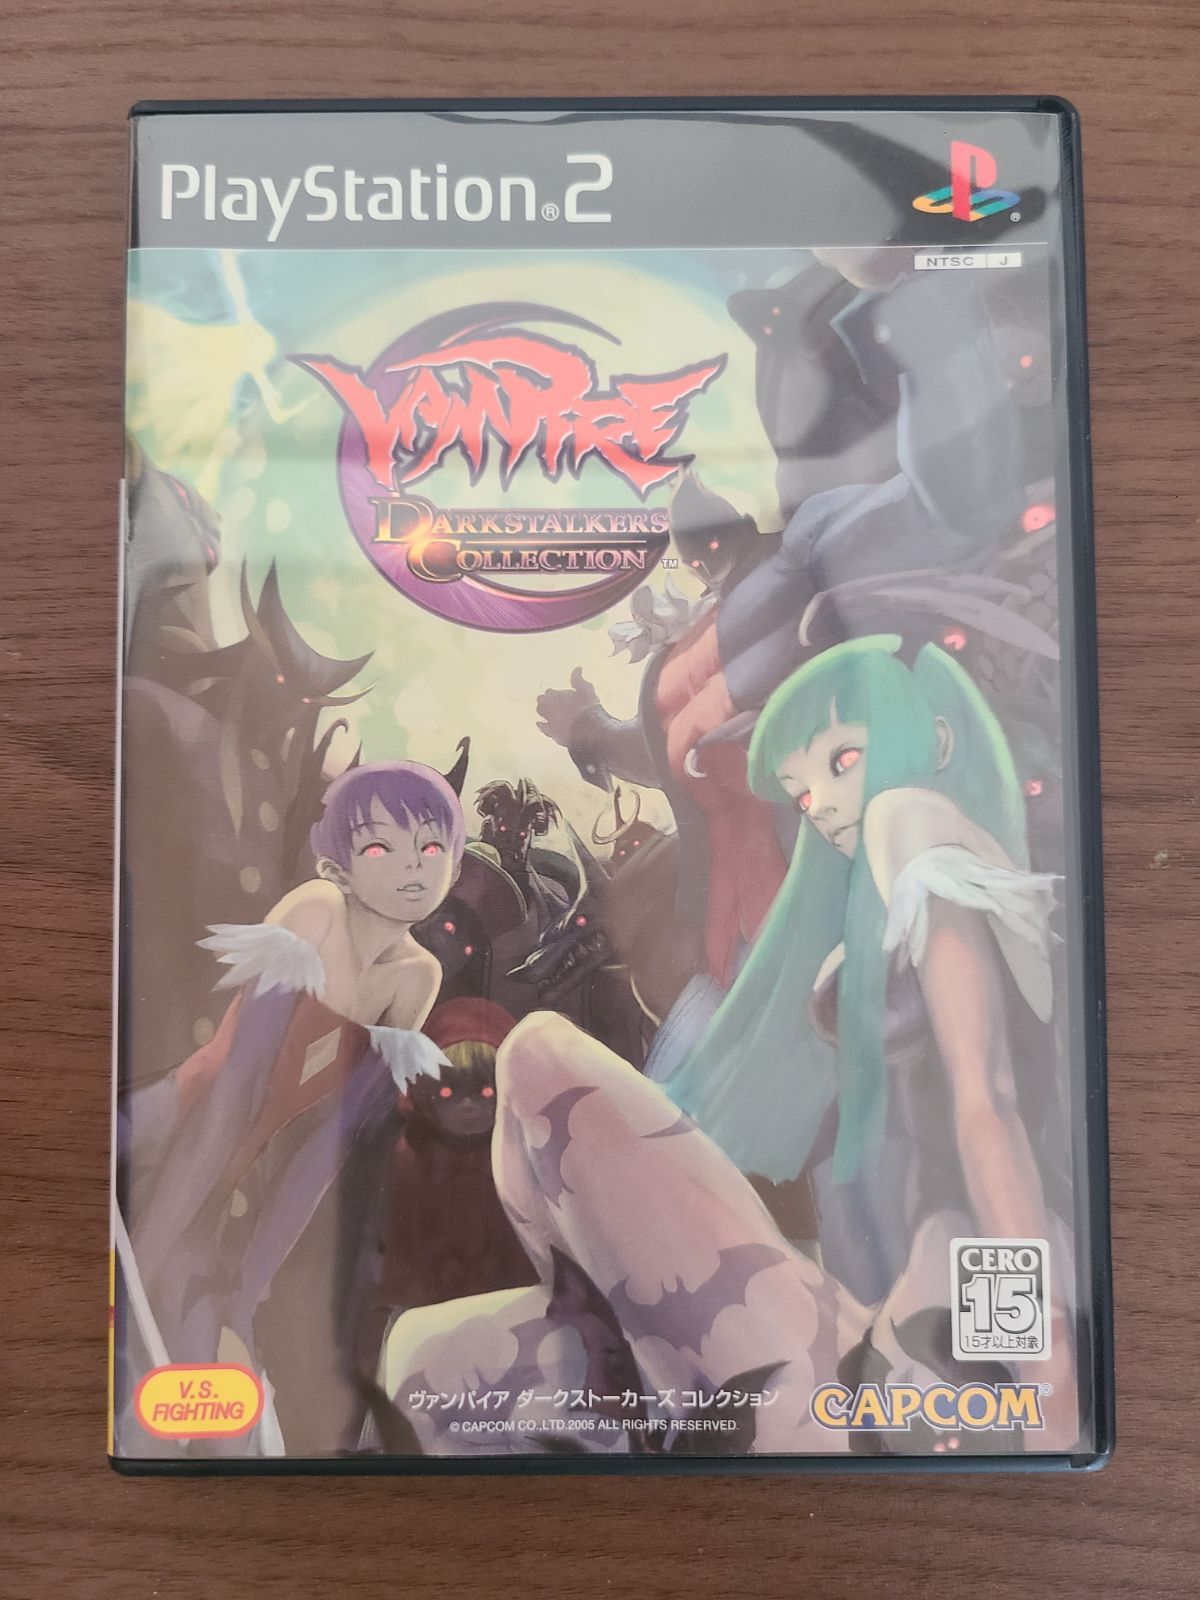 PlayStation®2
NTSC J
VAMPIRE
DARKSTALKERS
COLLECTION™
CERO
15
15才以上対象
V.S.
FIGHTING
ヴァンパイア ダークストーカーズ コレクション
© CAPCOM CO.,LTD.2005 ALL RIGHTS RESERVED.
CAPCOM®